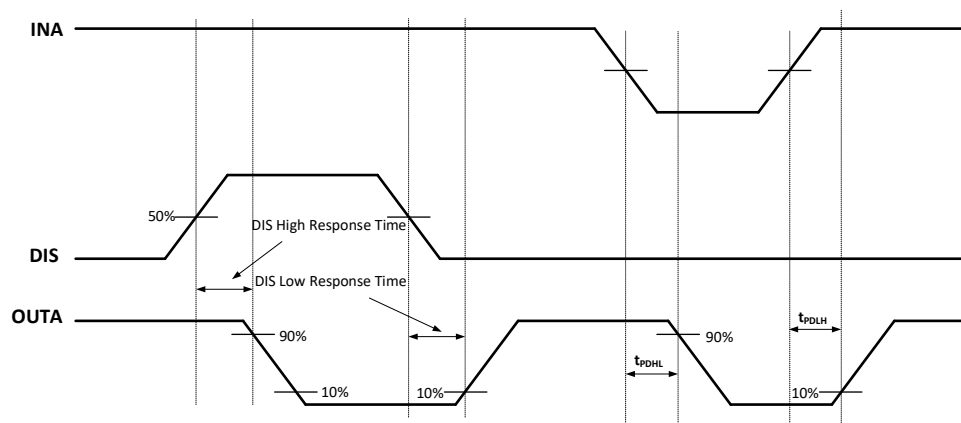 INA
50%
DIS High Response Time
DIS
DIS Low Response Time
OUTA
90%
10%
10%
90%
tPDHL
tPDLH
10%